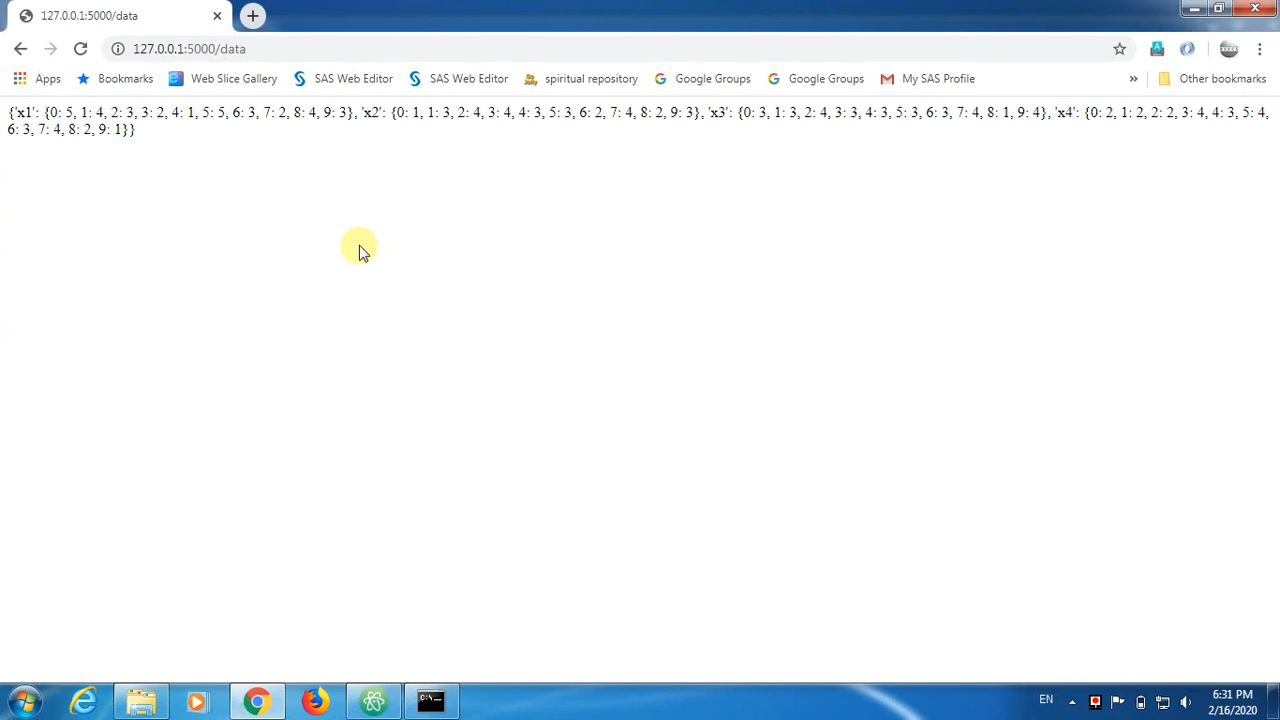 127.0.0.1:5000/data
127.0.0.1:5000/data
Apps Bookmarks Web Slice Gallery SAS Web Editor SAS Web Editor spiritual repository Google Groups Google Groups My SAS Profile » Other bookmarks
{'x1': {0: 5, 1: 4, 2: 3, 3: 2, 4: 1, 5: 5, 6: 3, 7: 2, 8: 4, 9: 3}, 'x2': {0: 1, 1: 3, 2: 4, 3: 4, 4: 3, 5: 3, 6: 2, 7: 4, 8: 2, 9: 3}, 'x3': {0: 3, 1: 3, 2: 4, 3: 3, 4: 3, 5: 3, 6: 3, 7: 4, 8: 1, 9: 4}, 'x4': {0: 2, 1: 2, 2: 2, 3: 4, 4: 3, 5: 4,
6: 3, 7: 4, 8: 2, 9: 1}}
EN
6:31 PM
2/16/2020